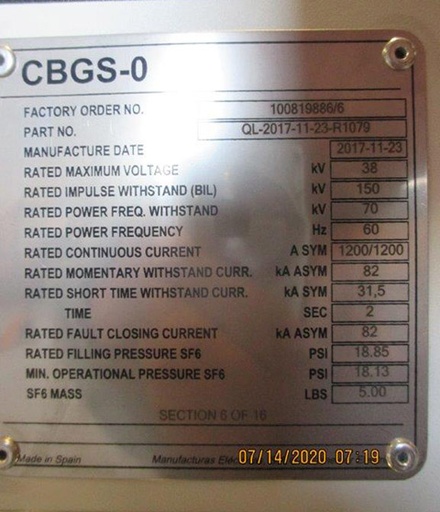 CBGS-0
FACTORY ORDER NO. 100819886/6
PART NO. QL-2017-11-23-R1079
MANUFACTURE DATE 2017-11-23
RATED MAXIMUM VOLTAGE kV 38
RATED IMPULSE WITHSTAND (BIL) kV 150
RATED POWER FREQ. WITHSTAND kV 70
RATED POWER FREQUENCY Hz 60
RATED CONTINUOUS CURRENT A SYM 1200/1200
RATED MOMENTARY WITHSTAND CURR. kA ASYM 82
RATED SHORT TIME WITHSTAND CURR. kA SYM 31,5
TIME SEC 2
RATED FAULT CLOSING CURRENT kA ASYM 82
RATED FILLING PRESSURE SF6 PSI 18.85
MIN. OPERATIONAL PRESSURE SF6 PSI 18.13
SF6 MASS LBS 5.00
SECTION 6 OF 16
Made in Spain Manufacturas Eléc
07/14/2020 07:19